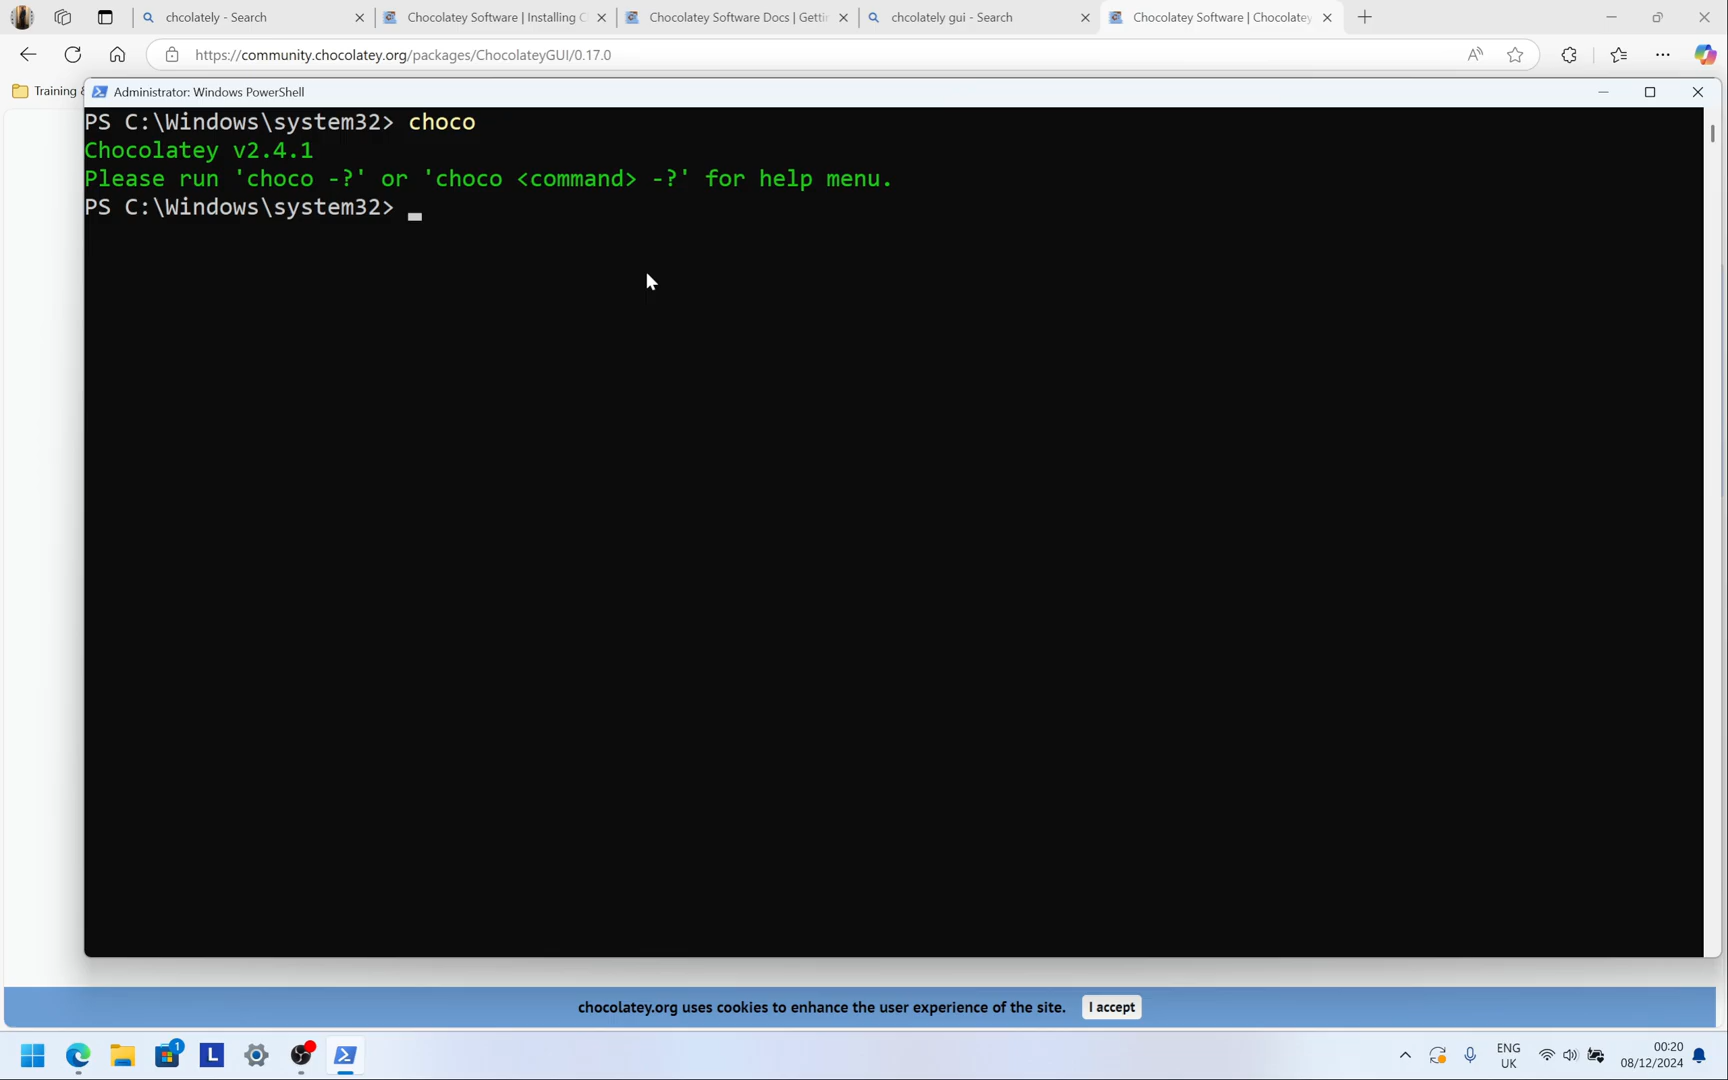 chcolately - Search
Chocolatey Software | Installing C
Chocolatey Software Docs | Gettin
chcolately gui - Search
Chocolatey Software | Chocolatey
https://community.chocolatey.org/packages/ChocolateyGUI/0.17.0
Training &
Administrator: Windows PowerShell
PS C:\Windows\system32> choco
Chocolatey v2.4.1
Please run 'choco -?' or 'choco <command> -?' for help menu.
PS C:\Windows\system32>
chocolatey.org uses cookies to enhance the user experience of the site.
I accept
1
L
ENG
UK
00:20
08/12/2024